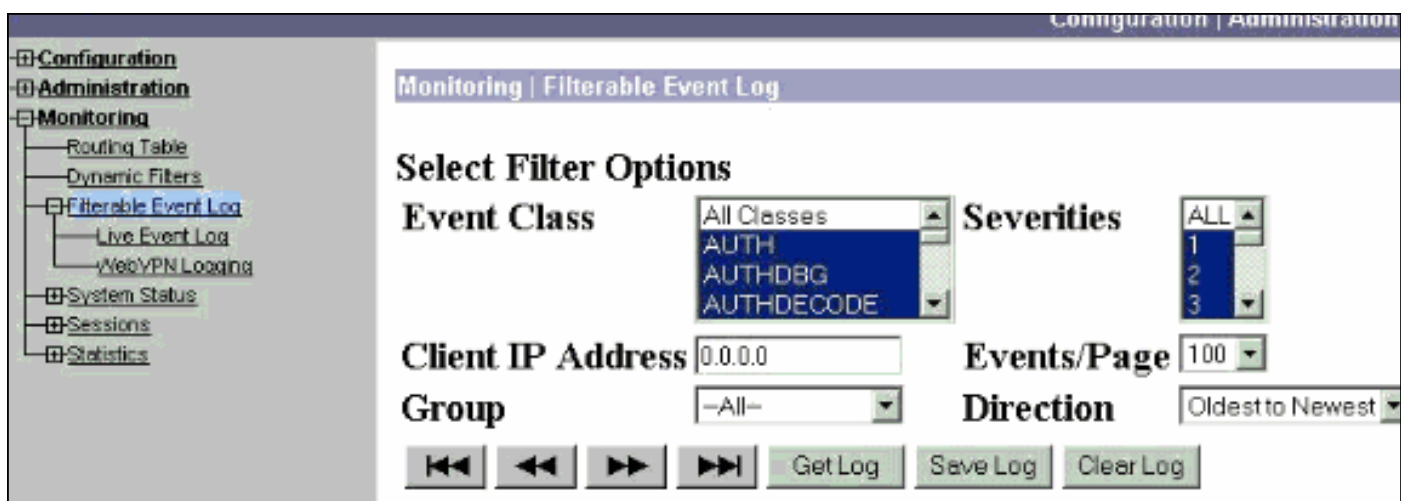 Configuration | Administration
Configuration
Administration
Monitoring
Routing Table
Dynamic Filters
Filterable Event Log
Live Event Log
WebVPN Logging
System Status
Sessions
Statistics
Monitoring | Filterable Event Log
Select Filter Options
Event Class
All Classes
AUTH
AUTHDBG
AUTHDECODE
Severities
ALL
1
2
3
Client IP Address 0.0.0.0
Events/Page 100
Group --All--
Direction Oldest to Newest
Get Log Save Log Clear Log